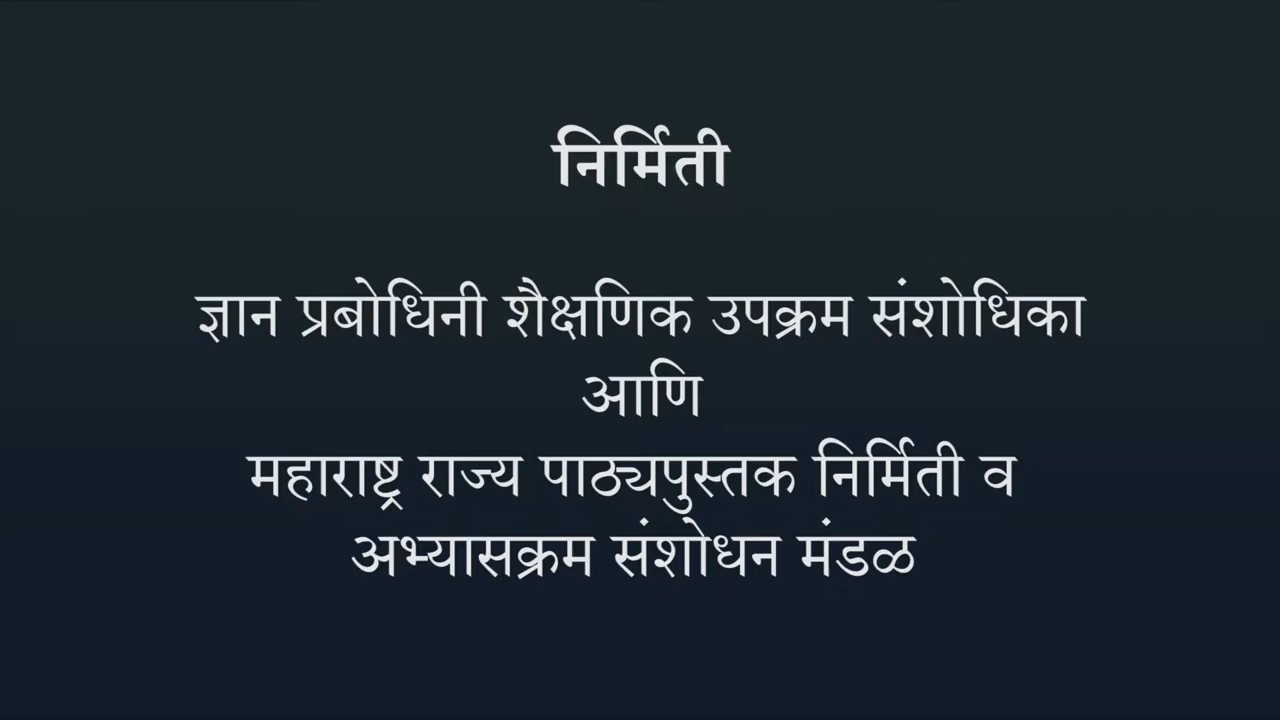 निर्मिती
ज्ञान प्रबोधिनी शैक्षणिक उपक्रम संशोधिका
आणि
महाराष्ट्र राज्य पाठ्यपुस्तक निर्मिती व
अभ्यासक्रम संशोधन मंडळ